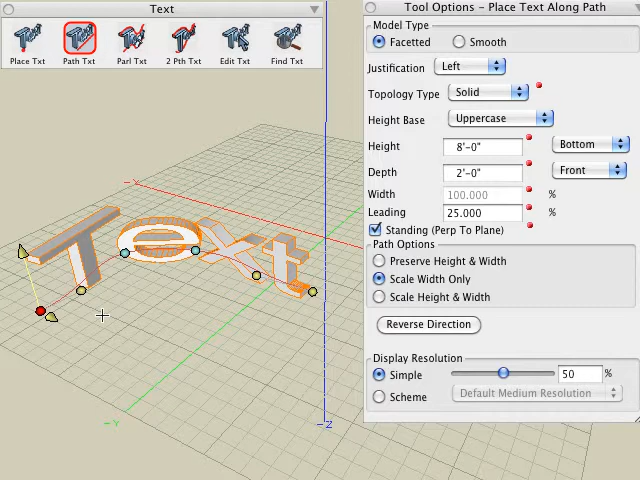 Text
Place Txt
Path Txt
Parl Txt
2 Pth Txt
Edit Txt
Find Txt
Tool Options - Place Text Along Path
Model Type
Facetted
Smooth
Justification
Left
Topology Type
Solid
Height Base
Uppercase
Height
8'-0"
Bottom
Depth
2'-0"
Front
Width
100.000
%
Leading
25.000
%
Standing (Perp To Plane)
Path Options
Preserve Height & Width
Scale Width Only
Scale Height & Width
Reverse Direction
Display Resolution
Simple
50
%
Scheme
Default Medium Resolution
-X
Text
-Y
-Z